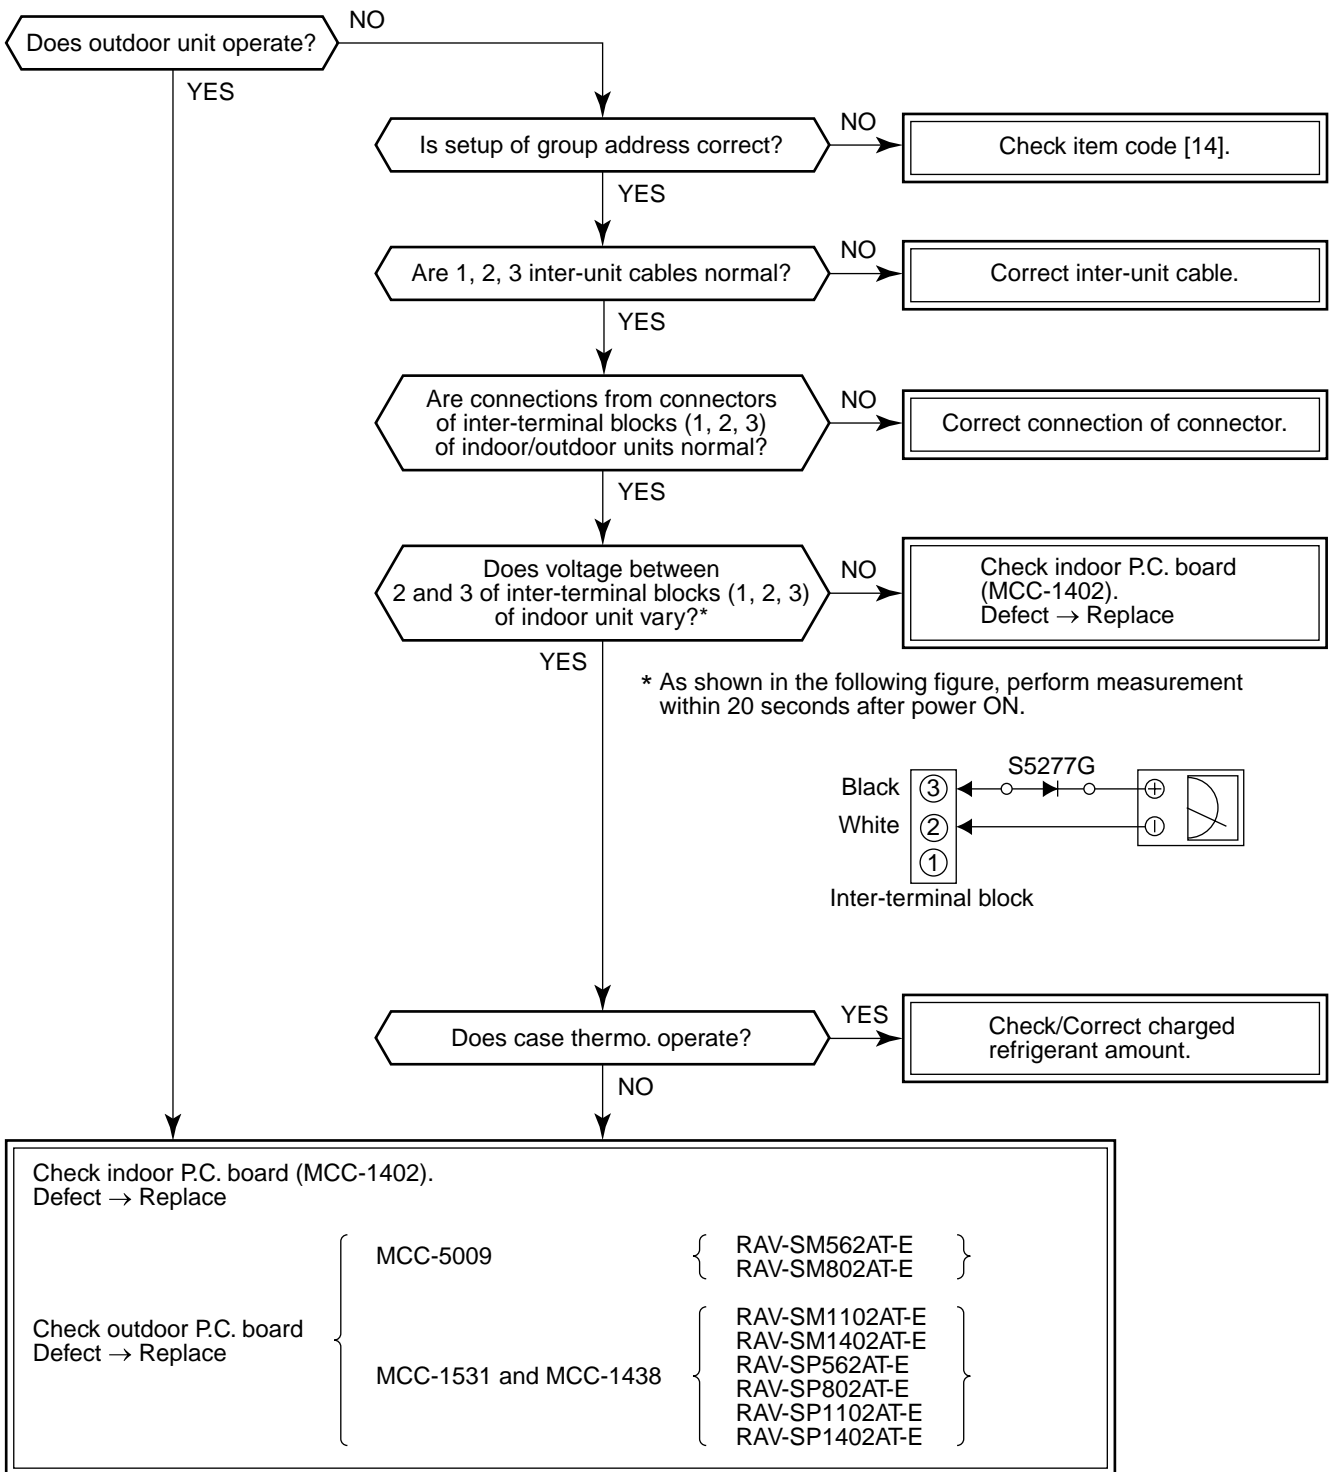 Does outdoor unit operate?
NO
YES
Is setup of group address correct?
NO
Check item code [14].
YES
Are 1, 2, 3 inter-unit cables normal?
NO
Correct inter-unit cable.
YES
Are connections from connectors
of inter-terminal blocks (1, 2, 3)
of indoor/outdoor units normal?
NO
Correct connection of connector.
YES
Does voltage between
2 and 3 of inter-terminal blocks (1, 2, 3)
of indoor unit vary?*
NO
Check indoor P.C. board
(MCC-1402).
Defect → Replace
YES
* As shown in the following figure, perform measurement
within 20 seconds after power ON.
S5277G
Black ③
White ②
①
Inter-terminal block
Does case thermo. operate?
YES
Check/Correct charged
refrigerant amount.
NO
Check indoor P.C. board (MCC-1402).
Defect → Replace
Check outdoor P.C. board
Defect → Replace
MCC-5009
RAV-SM562AT-E
RAV-SM802AT-E
MCC-1531 and MCC-1438
RAV-SM1102AT-E
RAV-SM1402AT-E
RAV-SP562AT-E
RAV-SP802AT-E
RAV-SP1102AT-E
RAV-SP1402AT-E